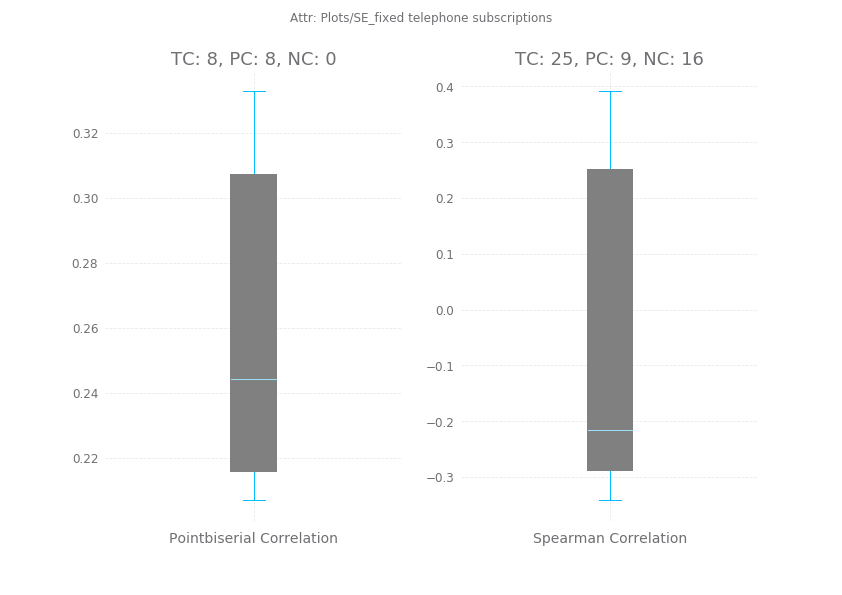 Attr: Plots/SE_fixed telephone subscriptions
TC: 8, PC: 8, NC: 0
0.32
0.30
0.28
0.26
0.24
0.22
Pointbiserial Correlation
TC: 25, PC: 9, NC: 16
0.4
0.3
0.2
0.1
0.0
−0.1
−0.2
−0.3
Spearman Correlation